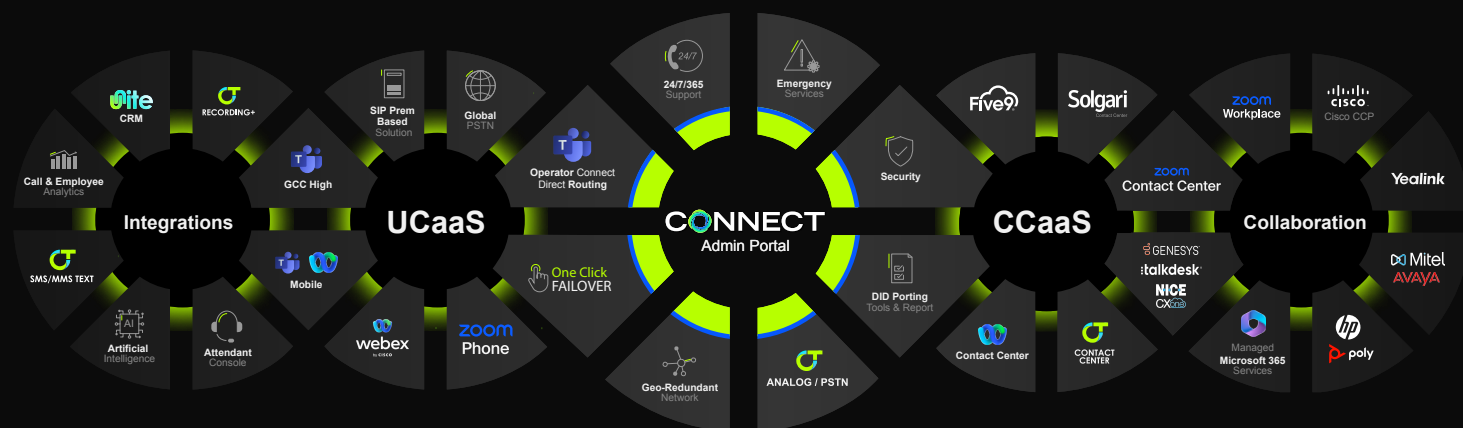 Unite
CRM
CT
RECORDING+
Call & Employee
Analytics
GCC High
Integrations
SMS/MMS TEXT
Mobile
AI
Artificial
Intelligence
Attendant
Console
SIP Prem
Based
Solution
Global
PSTN
Operator Connect
Direct Routing
UCaaS
One Click
FAILOVER
webex
by CISCO
zoom
Phone
24/7
24/7/365
Support
Emergency
Services
Security
CONNECT
Admin Portal
DID Porting
Tools & Report
Geo-Redundant
Network
CT
ANALOG / PSTN
Five9
Solgari
Contact Center
zoom
Contact Center
CCaaS
GENESYS
talkdesk
NICE
CXone
Contact Center
CT
CONTACT
CENTER
zoom
Workplace
CISCO
Cisco CCP
Yealink
Collaboration
Mitel
AVAYA
Managed
Microsoft 365
Services
hp
poly